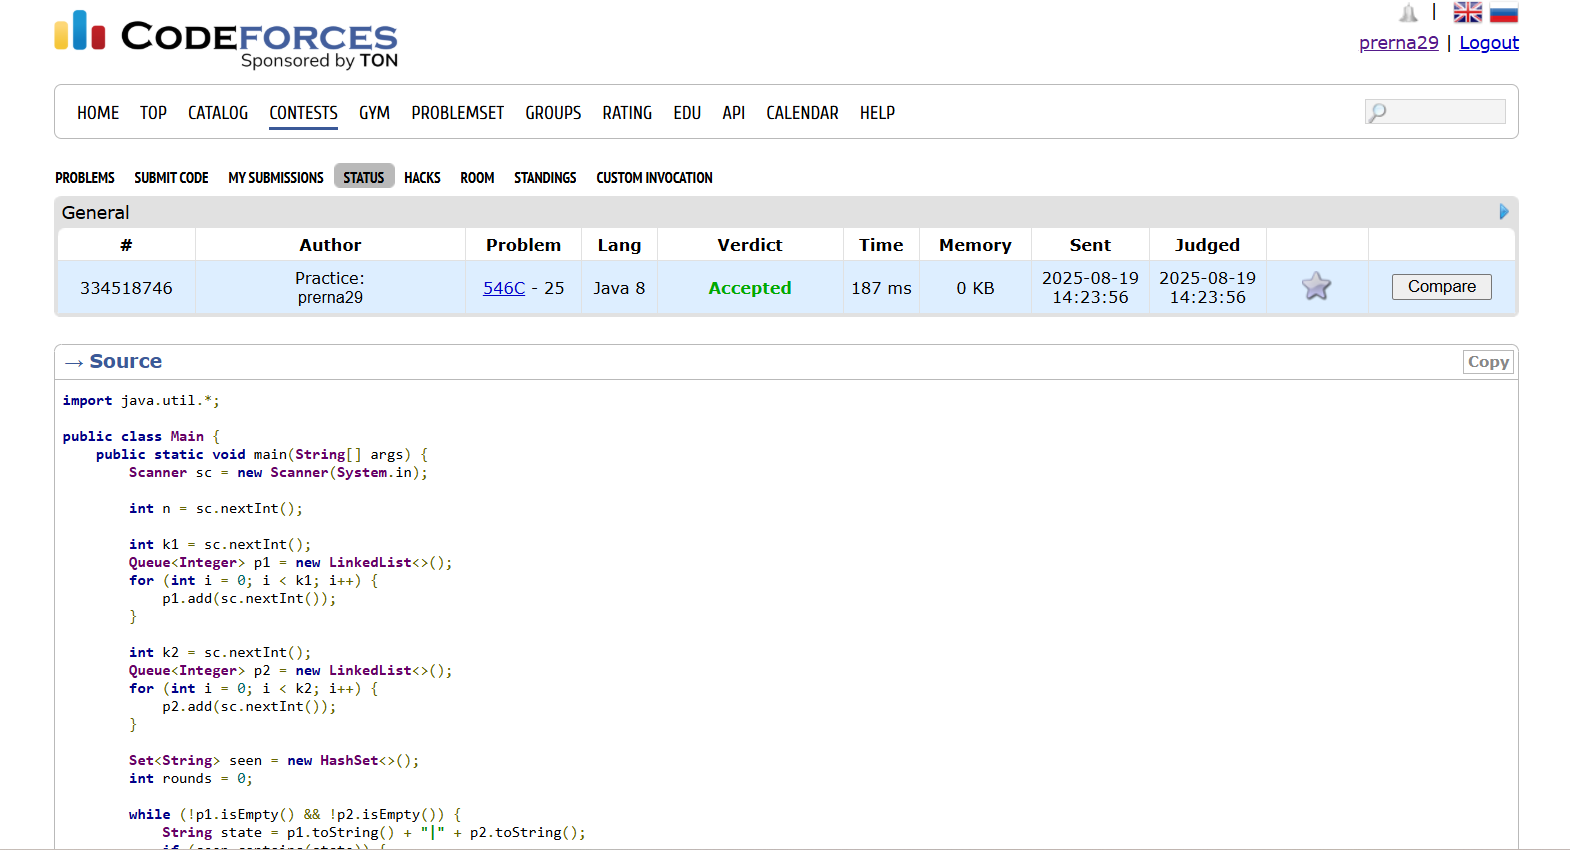 CODEFORCES
Sponsored by TON
|
prerna29 | Logout
HOME TOP CATALOG CONTESTS GYM PROBLEMSET GROUPS RATING EDU API CALENDAR HELP
PROBLEMS SUBMIT CODE MY SUBMISSIONS STATUS HACKS ROOM STANDINGS CUSTOM INVOCATION
General
# Author Problem Lang Verdict Time Memory Sent Judged
334518746 Practice: prerna29 546C - 25 Java 8 Accepted 187 ms 0 KB 2025-08-19 14:23:56 2025-08-19 14:23:56 Compare
→ Source Copy
import java.util.*;
public class Main {
    public static void main(String[] args) {
        Scanner sc = new Scanner(System.in);
        int n = sc.nextInt();
        int k1 = sc.nextInt();
        Queue<Integer> p1 = new LinkedList<>();
        for (int i = 0; i < k1; i++) {
            p1.add(sc.nextInt());
        }
        int k2 = sc.nextInt();
        Queue<Integer> p2 = new LinkedList<>();
        for (int i = 0; i < k2; i++) {
            p2.add(sc.nextInt());
        }
        Set<String> seen = new HashSet<>();
        int rounds = 0;
        while (!p1.isEmpty() && !p2.isEmpty()) {
            String state = p1.toString() + "|" + p2.toString();
            if (seen.contains(state)) {